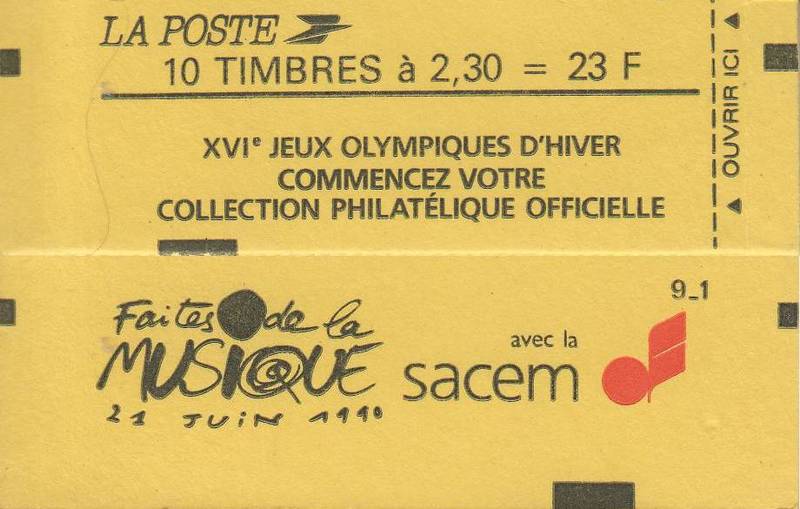 LA POSTE
10 TIMBRES à 2,30 = 23 F
OUVRIR ICI
XVIe JEUX OLYMPIQUES D'HIVER
COMMENCEZ VOTRE
COLLECTION PHILATÉLIQUE OFFICIELLE
9_1
Faites de la
MUSIQUE
21 JUIN 1990
avec la
sacem